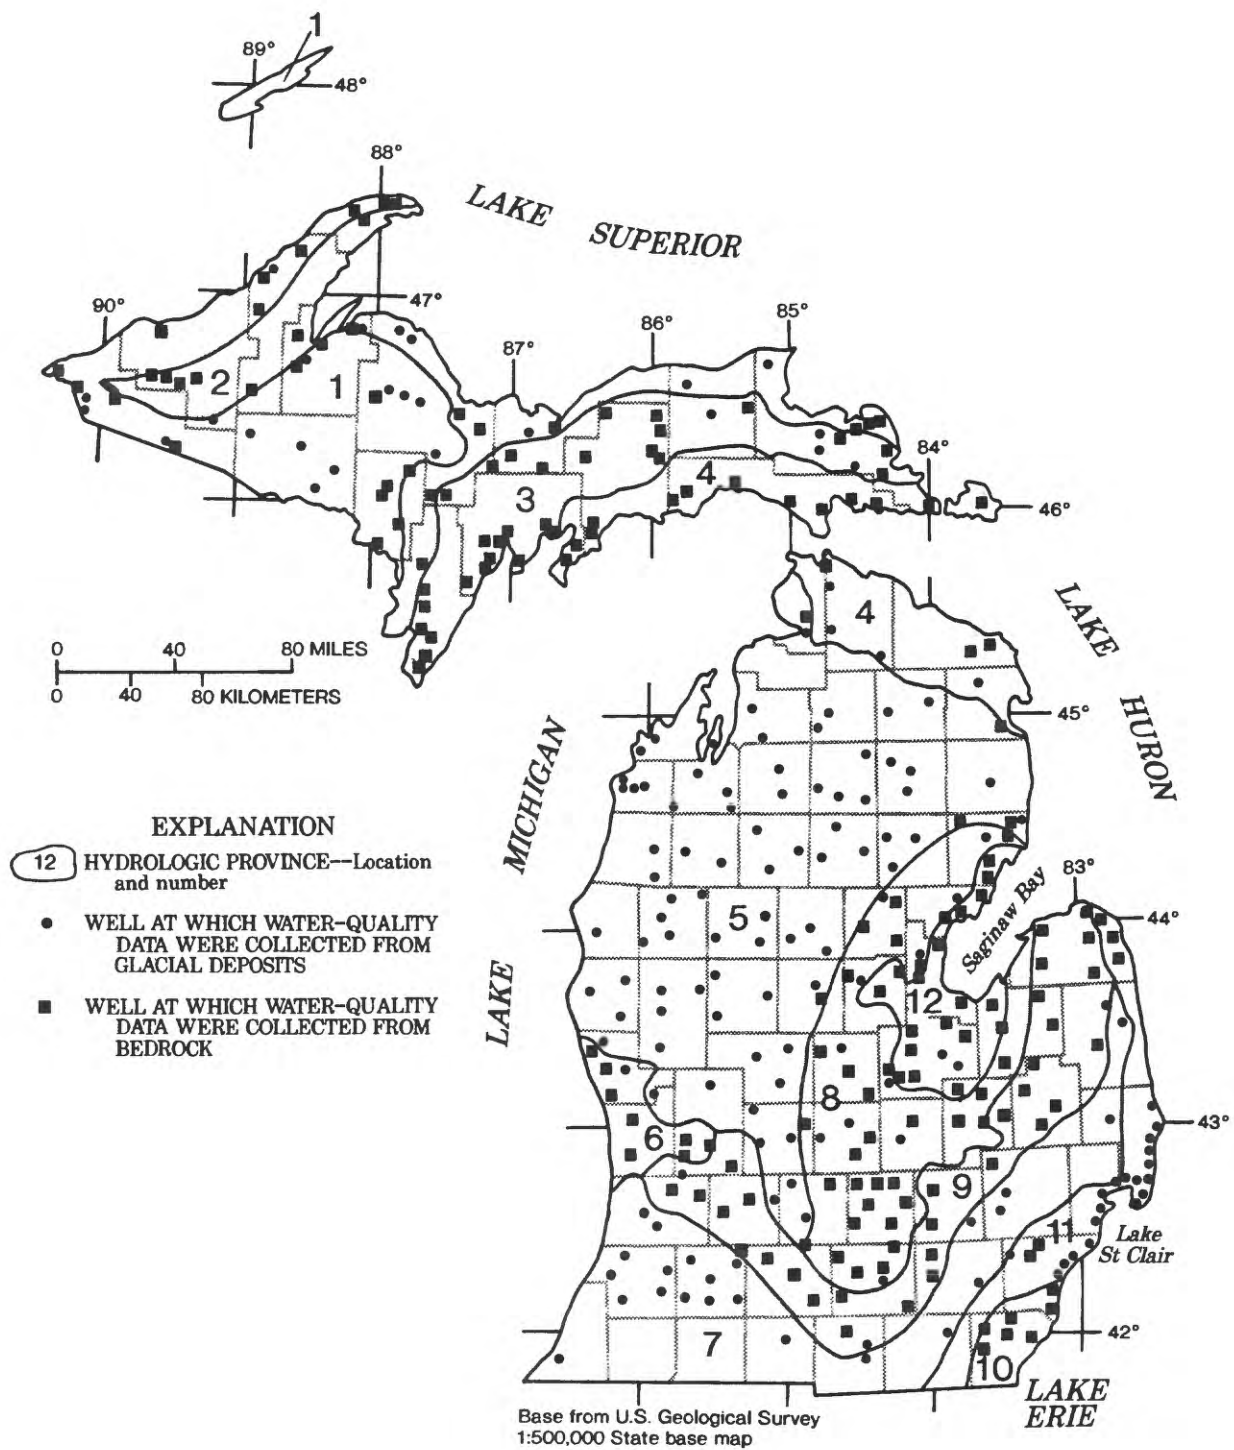 1
89°
48°
88°
LAKE SUPERIOR
90°
47°
85°
86°
87°
2
1
84°
4
3
46°
4
LAKE HURON
0 40 80 MILES
0 40 80 KILOMETERS
45°
LAKE MICHIGAN
EXPLANATION
12 HYDROLOGIC PROVINCE--Location
and number
WELL AT WHICH WATER-QUALITY
DATA WERE COLLECTED FROM
GLACIAL DEPOSITS
WELL AT WHICH WATER-QUALITY
DATA WERE COLLECTED FROM
BEDROCK
83°
5
44°
Saginaw Bay
12
8
6
43°
9
11
Lake
St Clair
7
42°
10
LAKE
ERIE
Base from U.S. Geological Survey
1:500,000 State base map